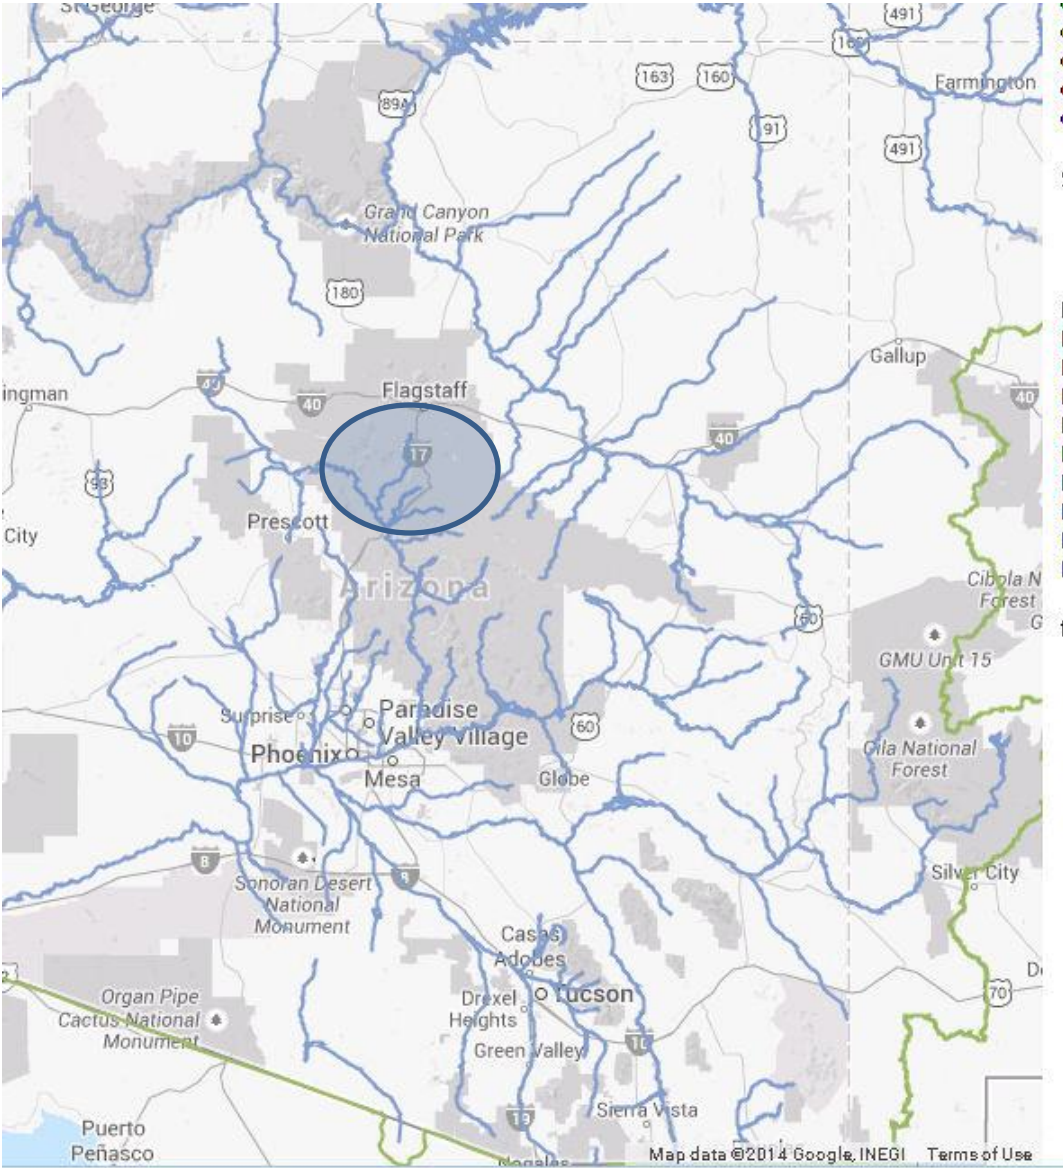 St George
491
163
160
160
Farmington
89A
191
491
Grand Canyon
National Park
180
Gallup
ingman
40
Flagstaff
40
40
40
17
93
Prescott
City
Arizona
Cibola N
Forest
G
60
GMU Unit 15
Surprise
Paradise
Valley Village
60
10
Phoenix
Mesa
Globe
Gila National
Forest
8
8
Silver City
Sonoran Desert
National
Monument
Casas
Adobes
Organ Pipe
Cactus National
Monument
Drexel
Heights
Tucson
70
Green Valley
10
19
Sierra Vista
Puerto
Peñasco
Douglas
Nogales
Map data ©2014 Google, INEGI
Terms of Use